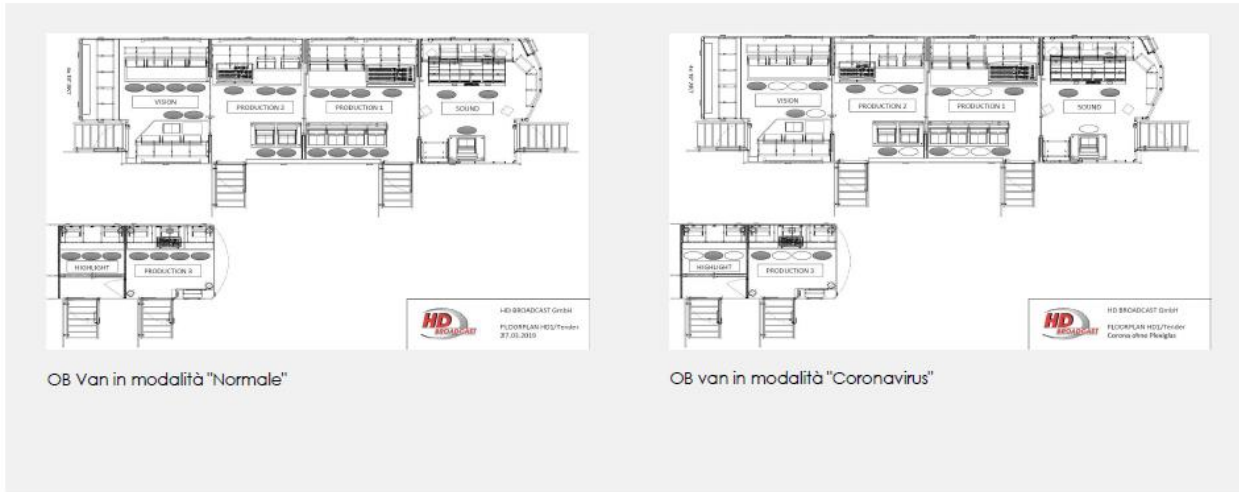 VISION
PRODUCTION 2
PRODUCTION 1
SOUND
HIGHLIGHT
PRODUCTION 3
HD
BROADCAST
HD BROADCAST GmbH
FLOORPLAN HD1/Tender
OB Van in modalità "Normale"
VISION
PRODUCTION 2
PRODUCTION 1
SOUND
HIGHLIGHT
PRODUCTION 3
HD
BROADCAST
HD BROADCAST GmbH
FLOORPLAN HD1/Tender
Corona ohne Plexiglas
OB van in modalità "Coronavirus"